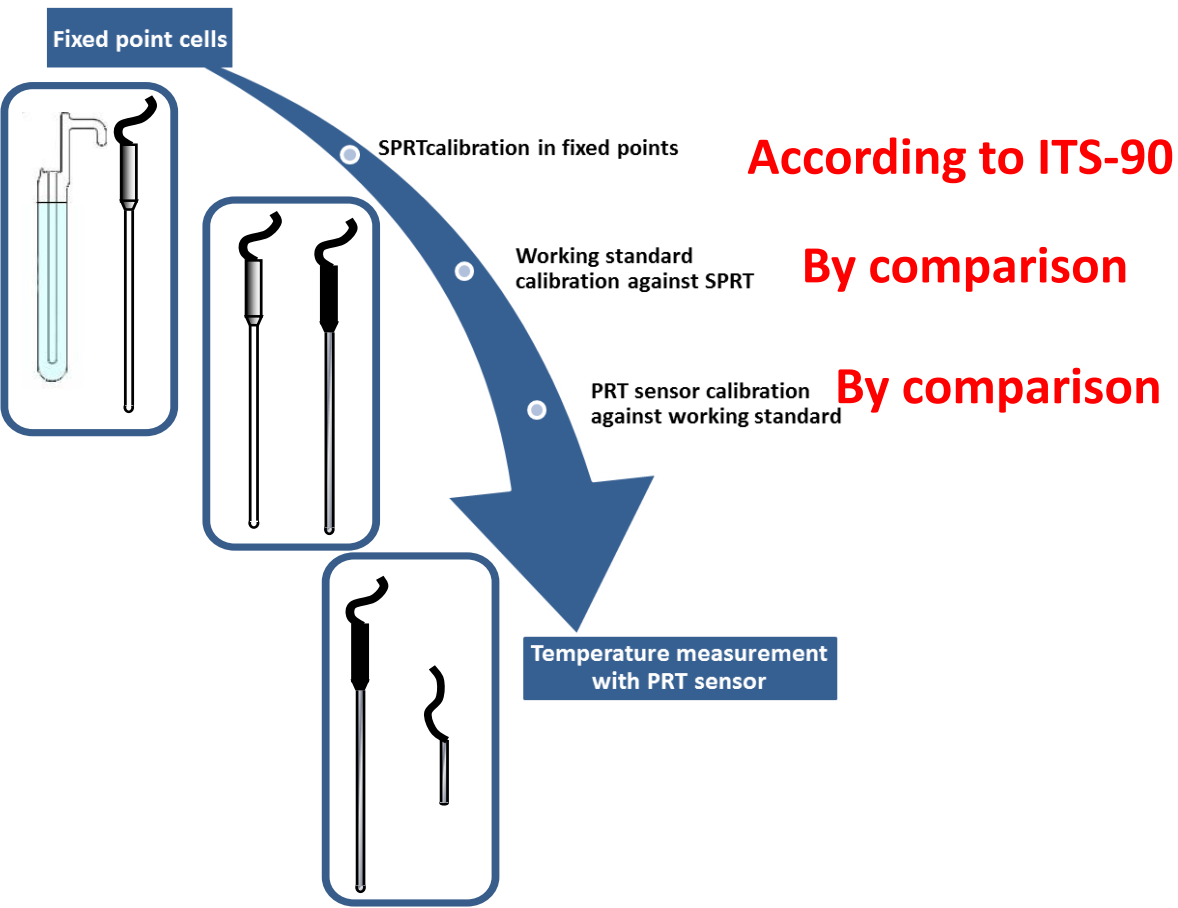 Fixed point cells
SPRTcalibration in fixed points
According to ITS-90
Working standard
calibration against SPRT
By comparison
PRT sensor calibration
against working standard
By comparison
Temperature measurement
with PRT sensor